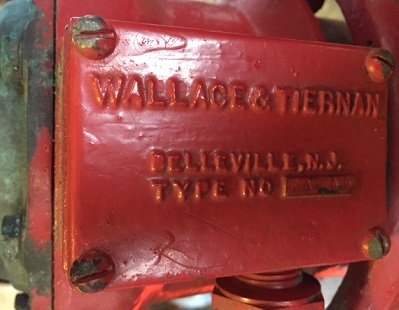 WALLACE & TIERNAN
BELLEVILLE, N.J.
TYPE NO